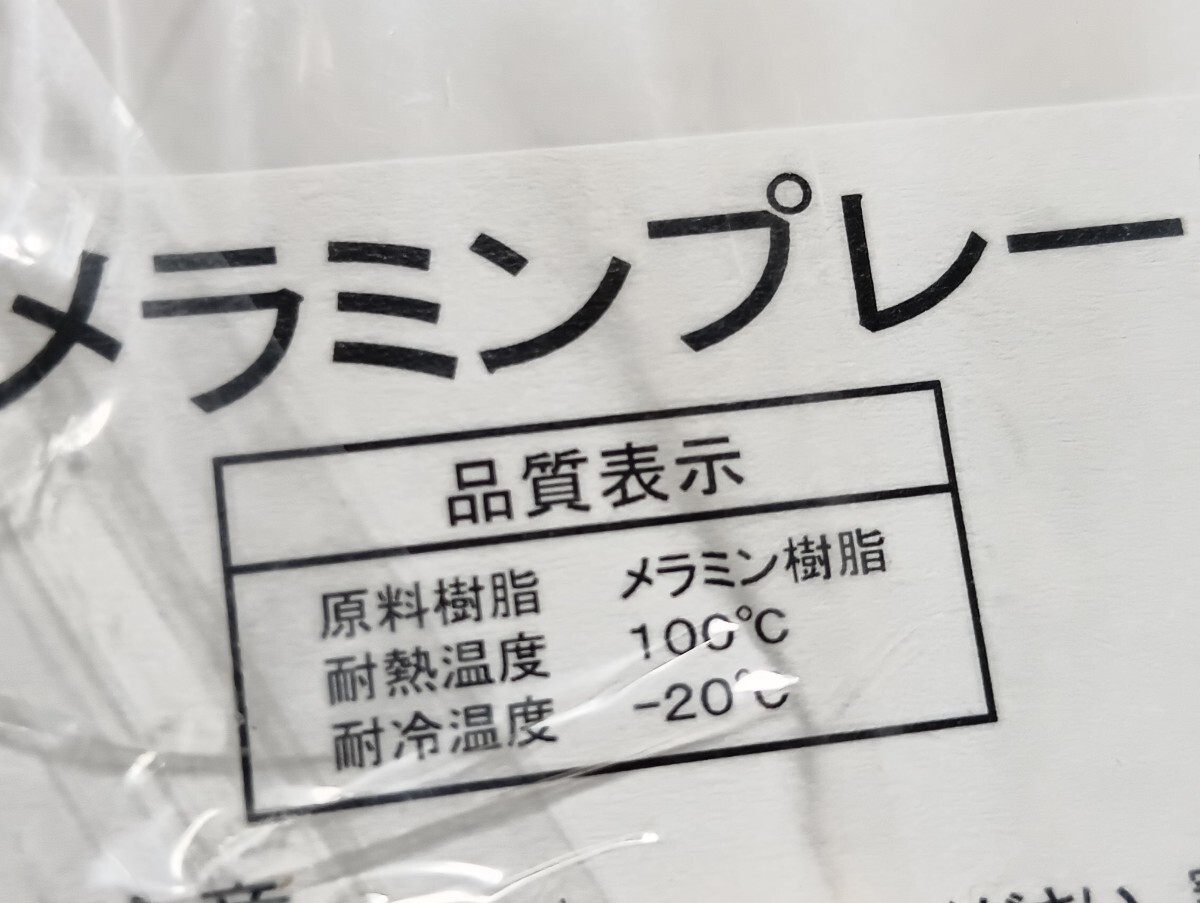 メラミンプレー
品質表示
原料樹脂 メラミン樹脂
耐熱温度 100℃
耐冷温度 -20℃